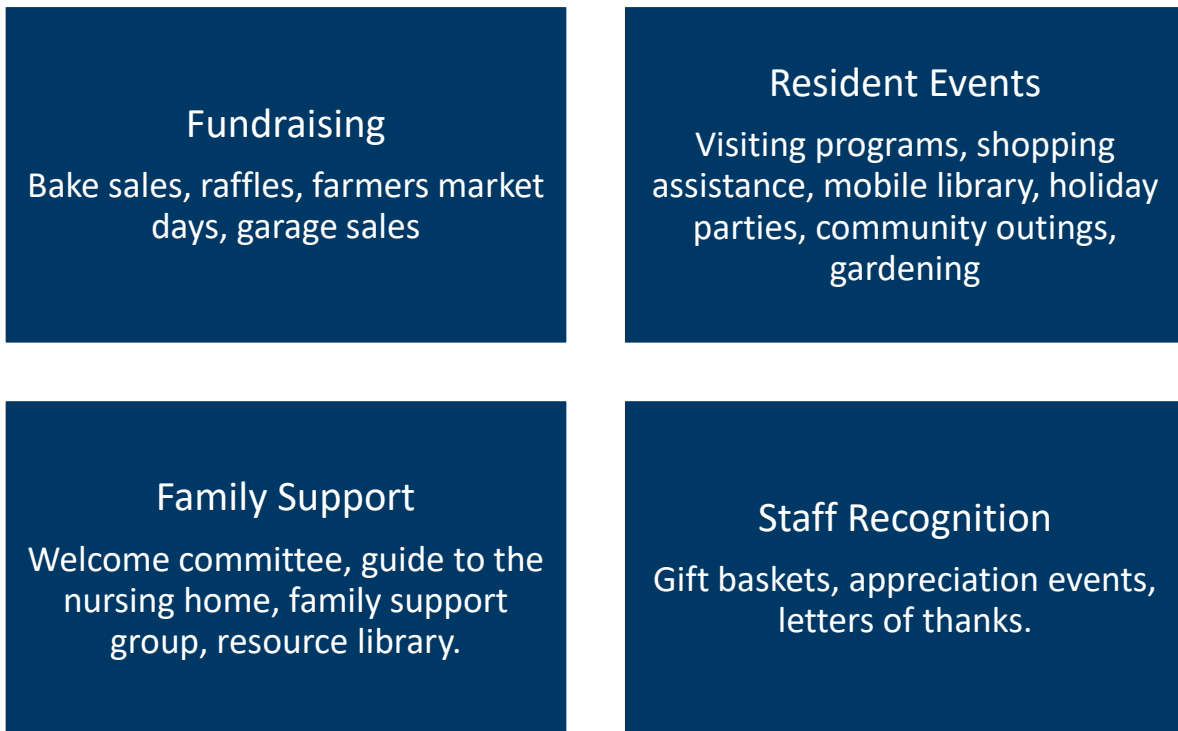 Fundraising
Bake sales, raffles, farmers market
days, garage sales
Resident Events
Visiting programs, shopping
assistance, mobile library, holiday
parties, community outings,
gardening
Family Support
Welcome committee, guide to the
nursing home, family support
group, resource library.
Staff Recognition
Gift baskets, appreciation events,
letters of thanks.